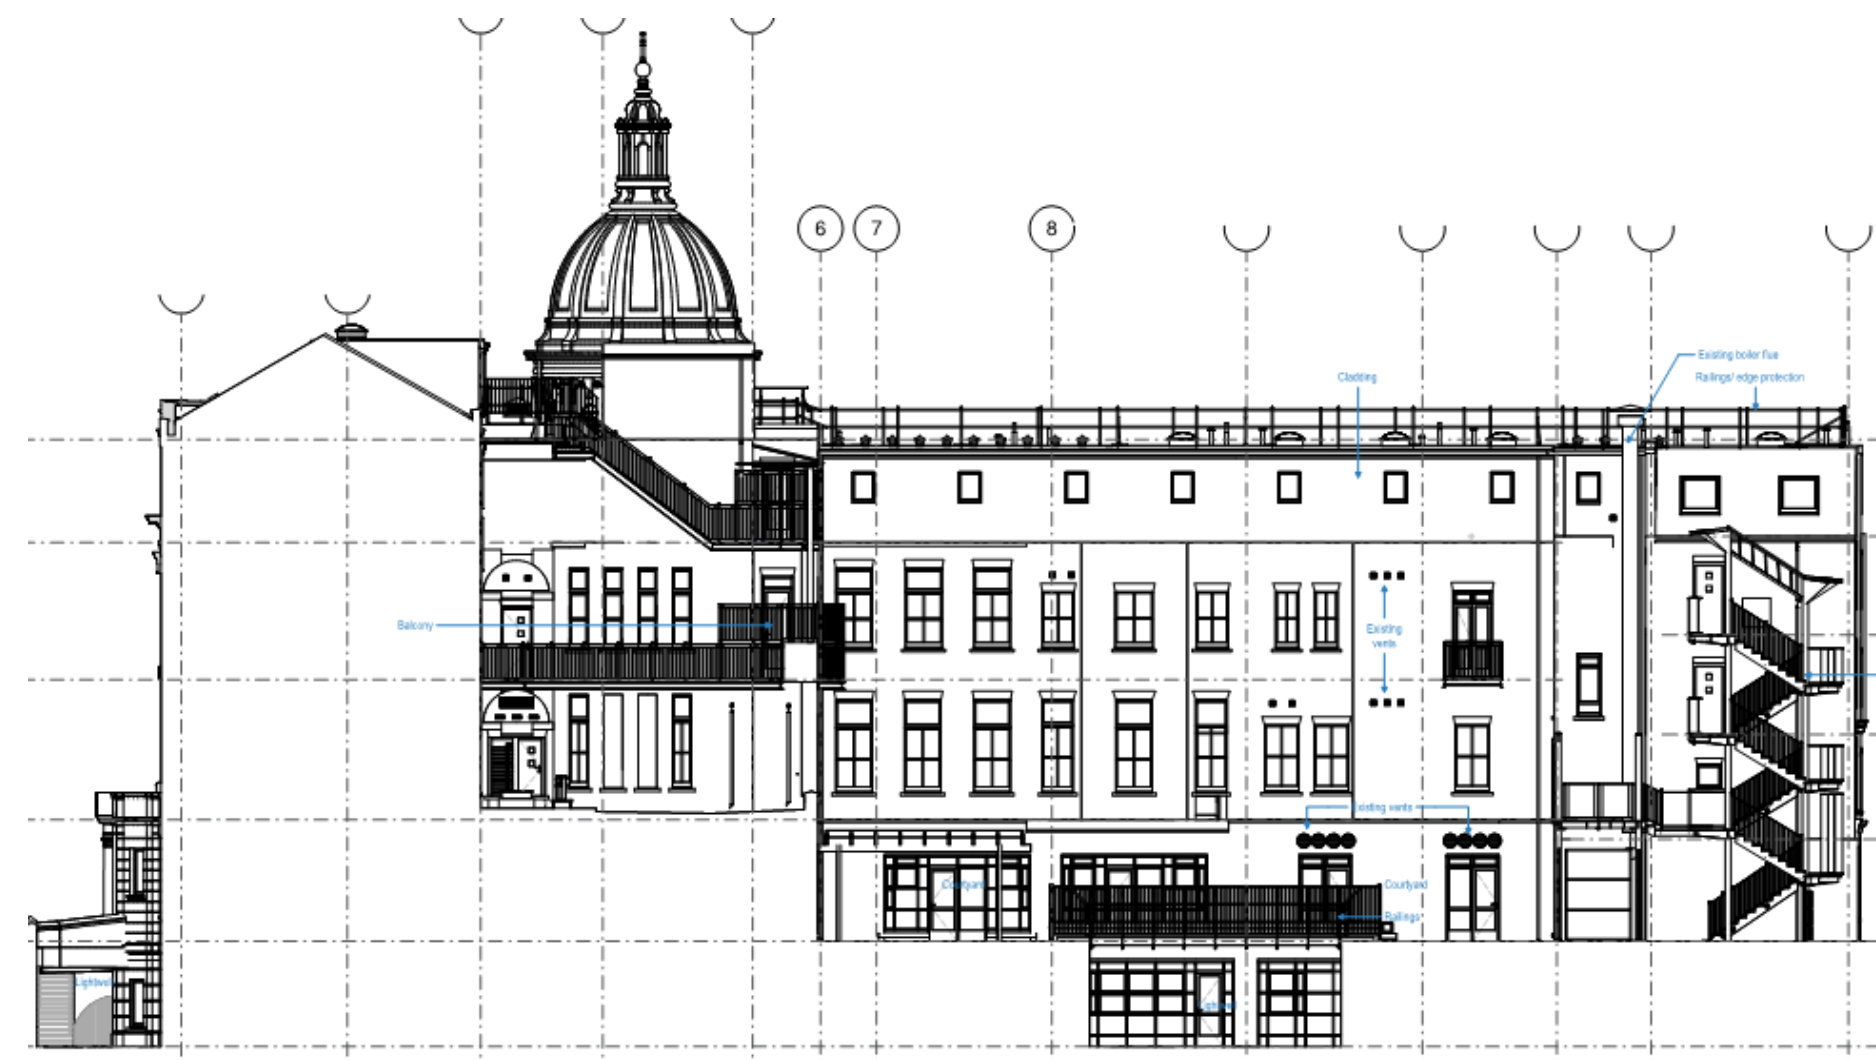 6
7
8
Existing boiler flue
Cladding
Railings/ edge protection
Balcony
Existing
vents
Existing vents
Courtyard
Courtyard
Railings
Lightwell